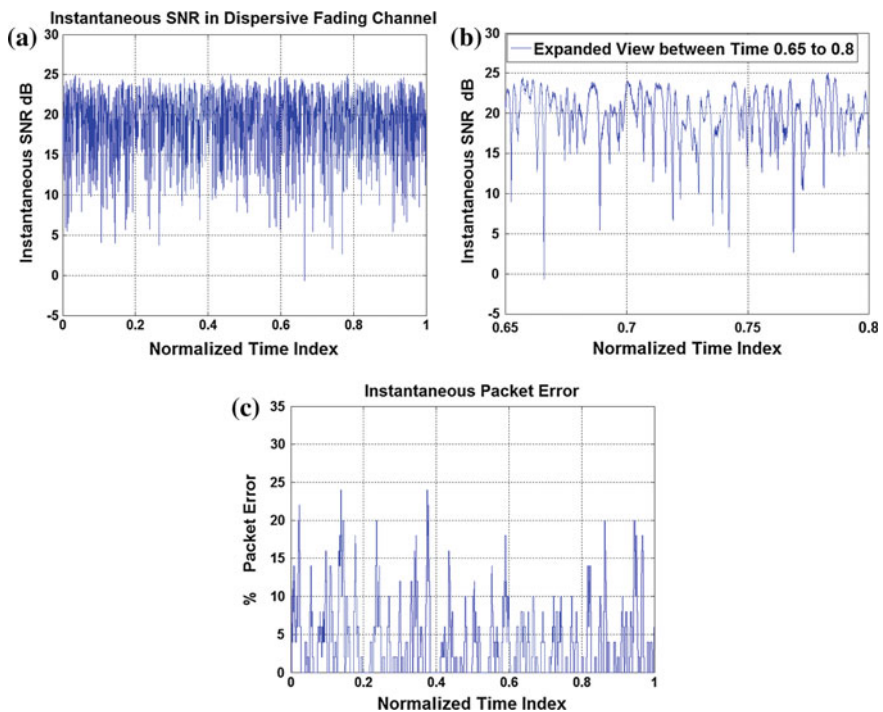 Instantaneous SNR in Dispersive Fading Channel
(a)
30
25
20
15
10
5
0
-5
Instantaneous SNR dB
0 0.2 0.4 0.6 0.8 1
Normalized Time Index
(b)
Expanded View between Time 0.65 to 0.8
30
25
20
15
10
5
0
-5
Instantaneous SNR dB
0.65 0.7 0.75 0.8
Normalized Time Index
Instantaneous Packet Error
(c)
35
30
25
20
15
10
5
0
% Packet Error
0 0.2 0.4 0.6 0.8 1
Normalized Time Index